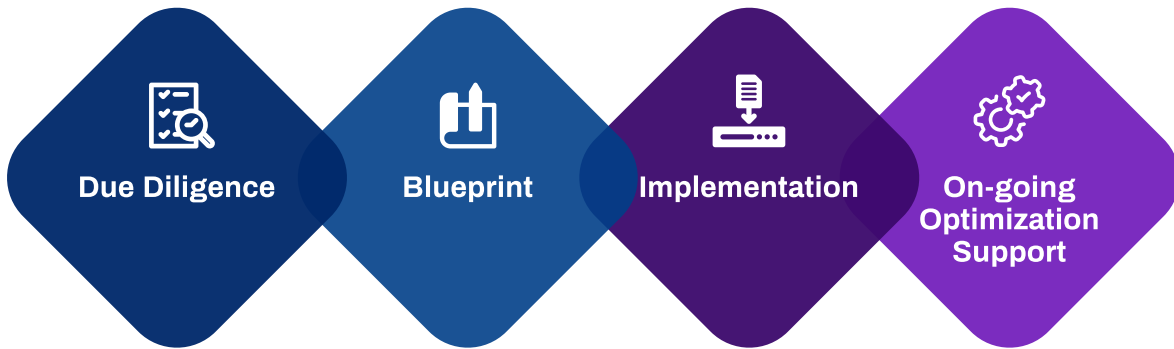 Due Diligence
Blueprint
Implementation
On-going
Optimization
Support